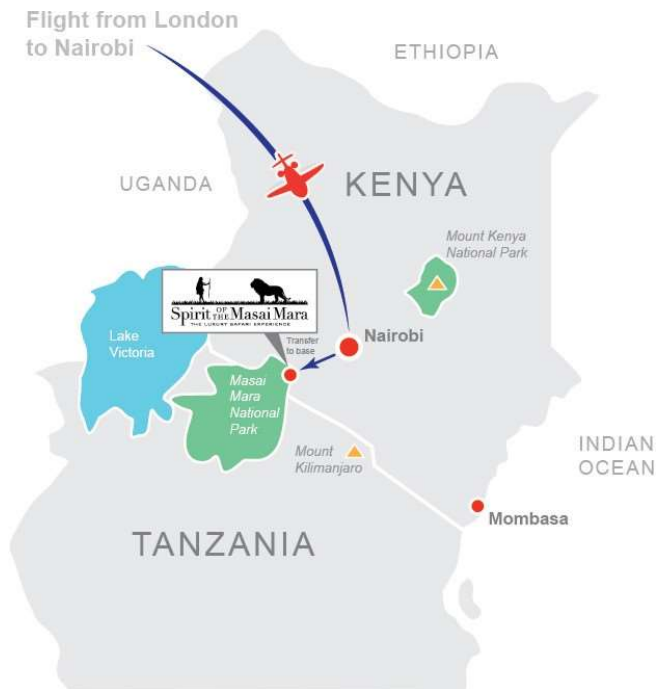 Flight from London
to Nairobi
ETHIOPIA
UGANDA
KENYA
Mount Kenya
National Park
Spirit OF THE Masai Mara
THE LUXURY SAFARI EXPERIENCE
Nairobi
Transfer
to base
Lake
Victoria
Masai
Mara
National
Park
Mount
Kilimanjaro
INDIAN
OCEAN
Mombasa
TANZANIA